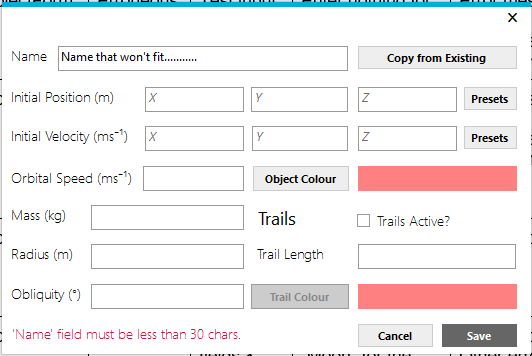 Name Name that won't fit........... Copy from Existing
Initial Position (m) X Y Z Presets
Initial Velocity (ms⁻¹) X Y Z Presets
Orbital Speed (ms⁻¹) Object Colour
Mass (kg) Trails Trails Active?
Radius (m) Trail Length
Obliquity (°) Trail Colour
'Name' field must be less than 30 chars. Cancel Save